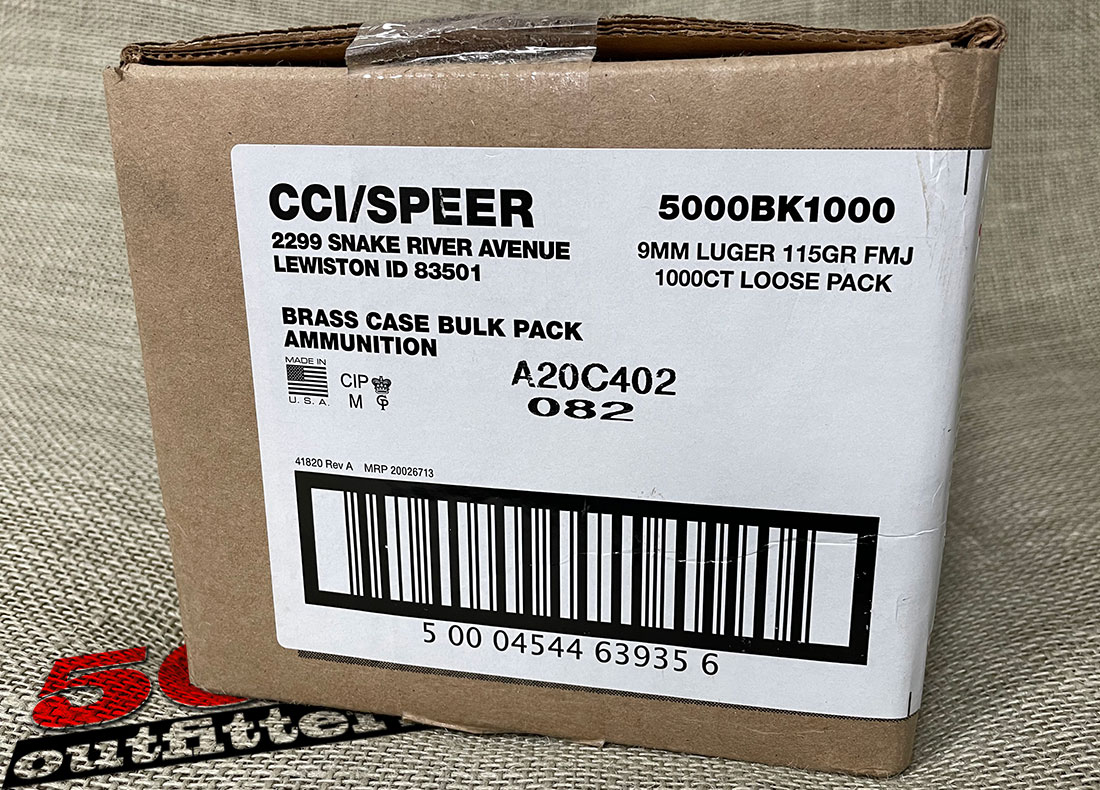 CCI/SPEER
2299 SNAKE RIVER AVENUE
LEWISTON ID 83501
5000BK1000
9MM LUGER 115GR FMJ
1000CT LOOSE PACK
BRASS CASE BULK PACK
AMMUNITION
MADE IN
U.S.A.
CIP
M
A20C402
082
41820 Rev A MRP 20026713
5 00 04544 63935 6